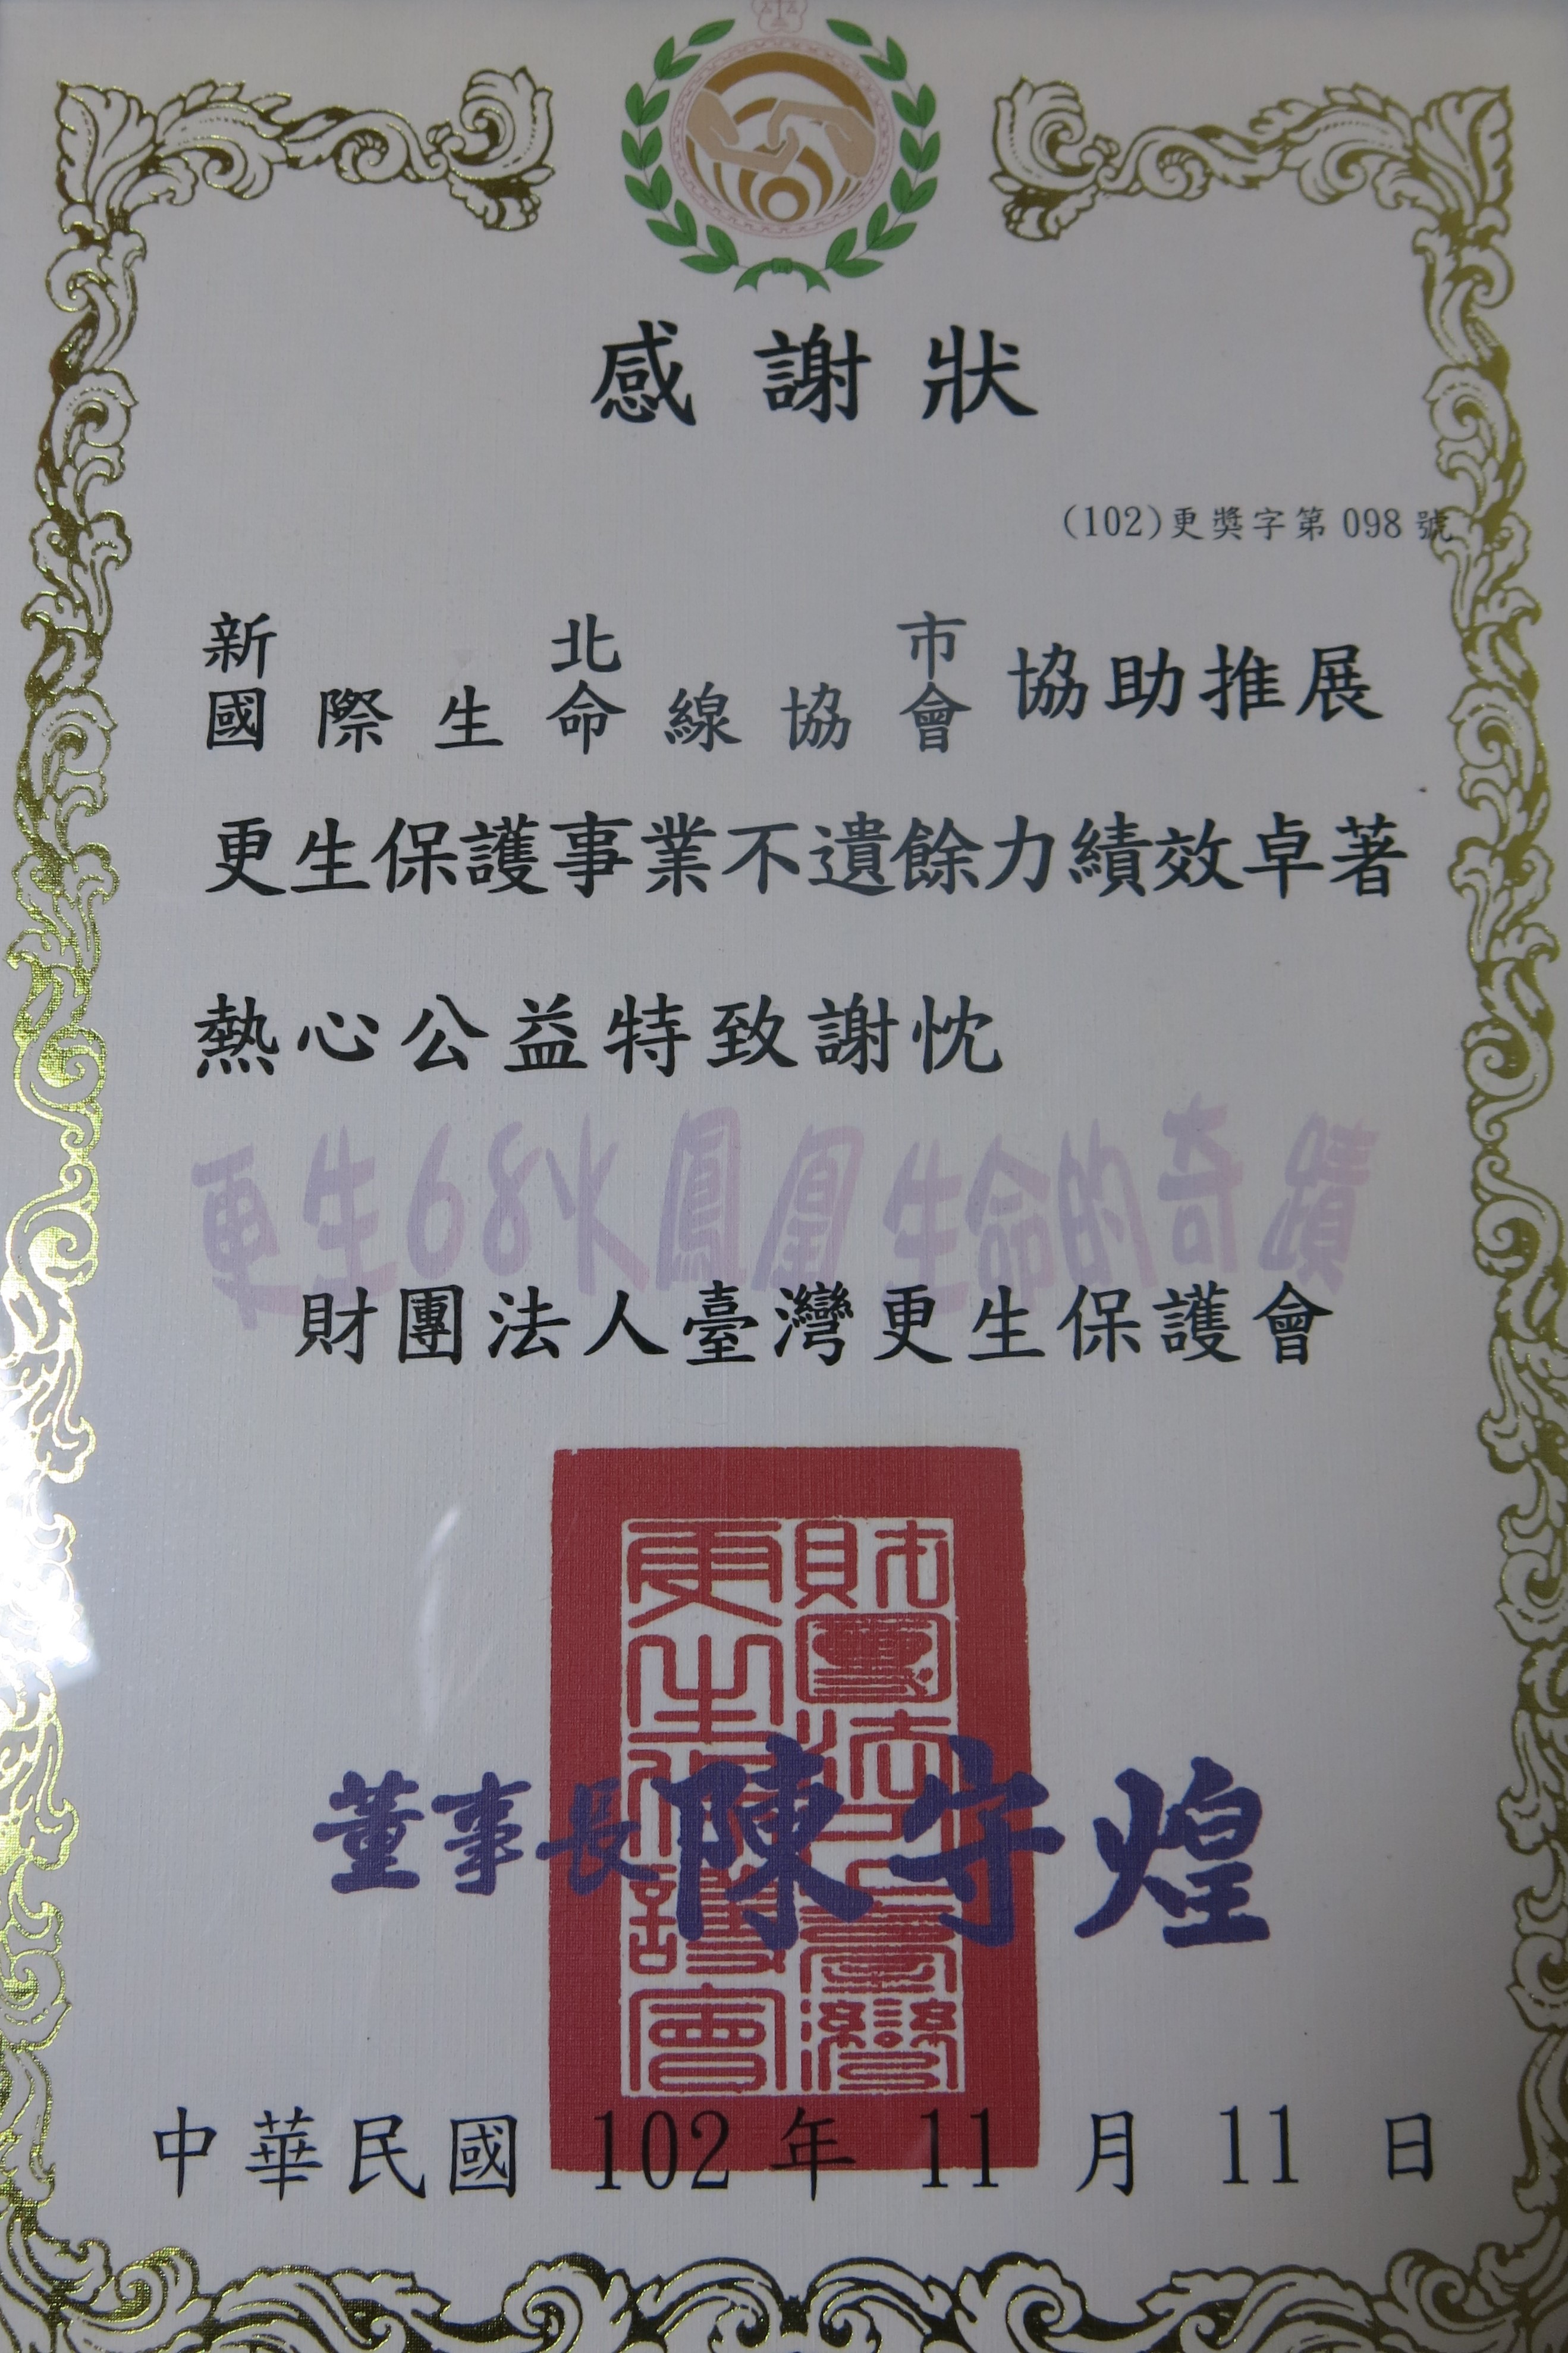 感謝狀
(102)更獎字第 098 號
新北市
國際生命線協會 協助推展
更生保護事業不遺餘力績效卓著
熱心公益特致謝忱
更生68火鳳凰生命的奇蹟
財團法人臺灣更生保護會
財團法人臺灣
更生保護會
董事長陳守煌
中華民國 102 年 11 月 11 日